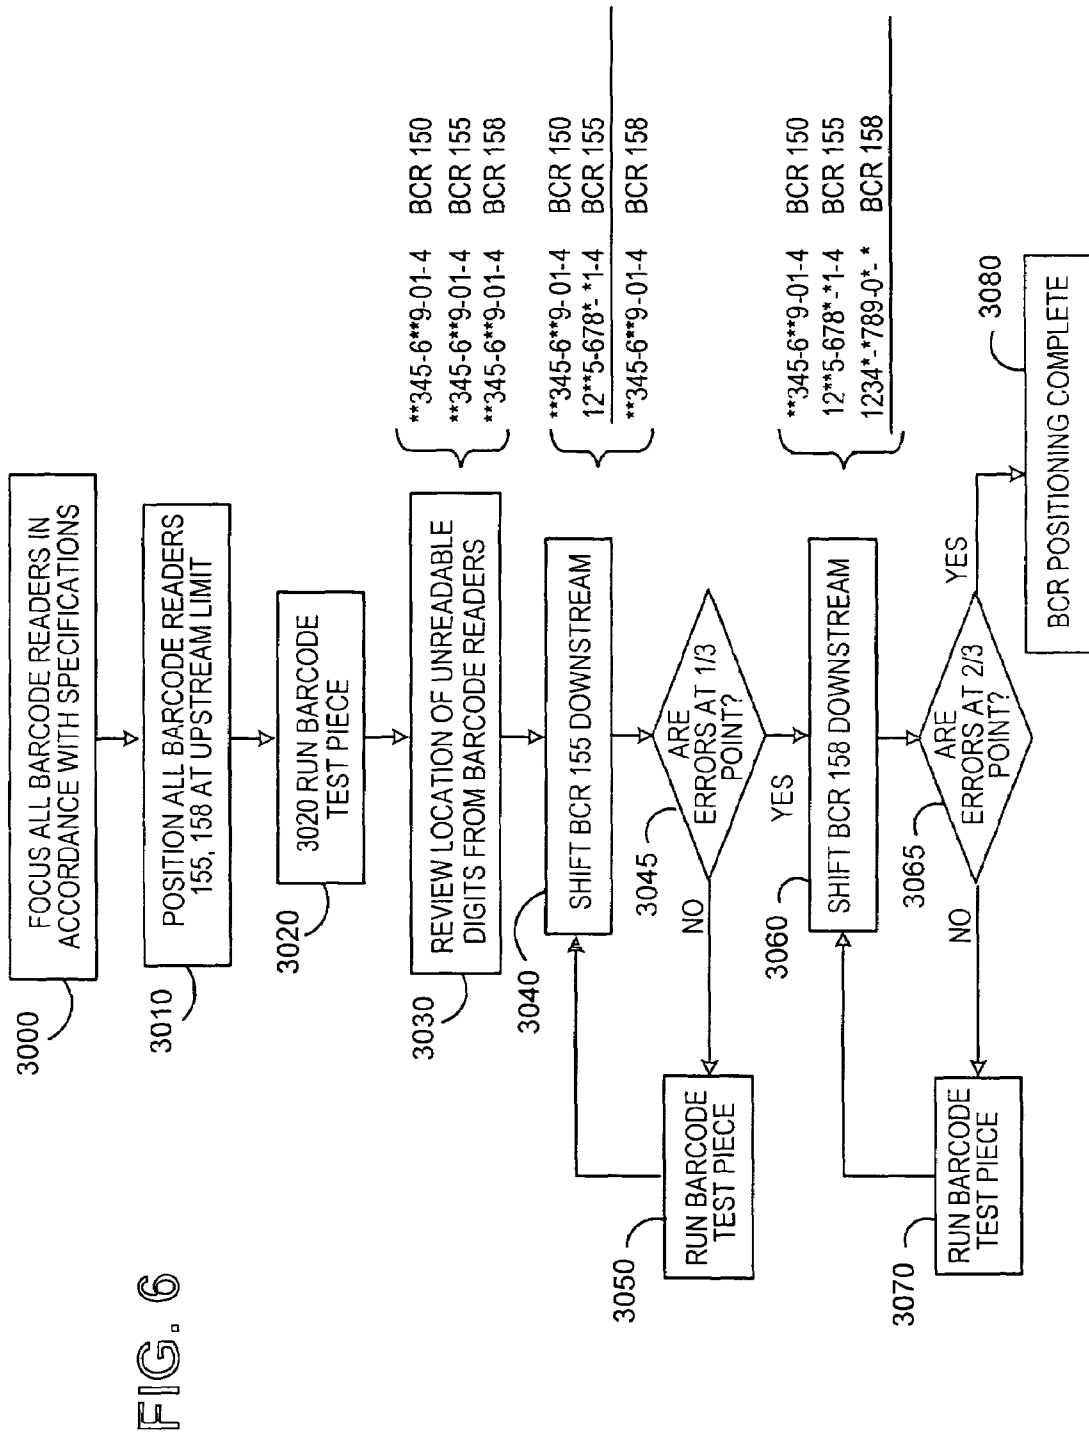 FIG. 6
FOCUS ALL BARCODE READERS IN
ACCORDANCE WITH SPECIFICATIONS
3000
POSITION ALL BARCODE READERS
155, 158 AT UPSTREAM LIMIT
3010
3020 RUN BARCODE
TEST PIECE
3020
REVIEW LOCATION OF UNREADABLE
DIGITS FROM BARCODE READERS
3030
**345-6**9-01-4 BCR 150
**345-6**9-01-4 BCR 155
**345-6**9-01-4 BCR 158
SHIFT BCR 155 DOWNSTREAM
3040
**345-6**9-01-4 BCR 150
12**5-678*- *1-4 BCR 155
**345-6**9-01-4 BCR 158
ARE
ERRORS AT 1/3
POINT?
3045
NO
YES
RUN BARCODE
TEST PIECE
3050
SHIFT BCR 158 DOWNSTREAM
3060
**345-6**9-01-4 BCR 150
12**5-678*-*1-4 BCR 155
1234*-*789-0*- * BCR 158
ARE
ERRORS AT 2/3
POINT?
3065
NO
YES
RUN BARCODE
TEST PIECE
3070
BCR POSITIONING COMPLETE
3080